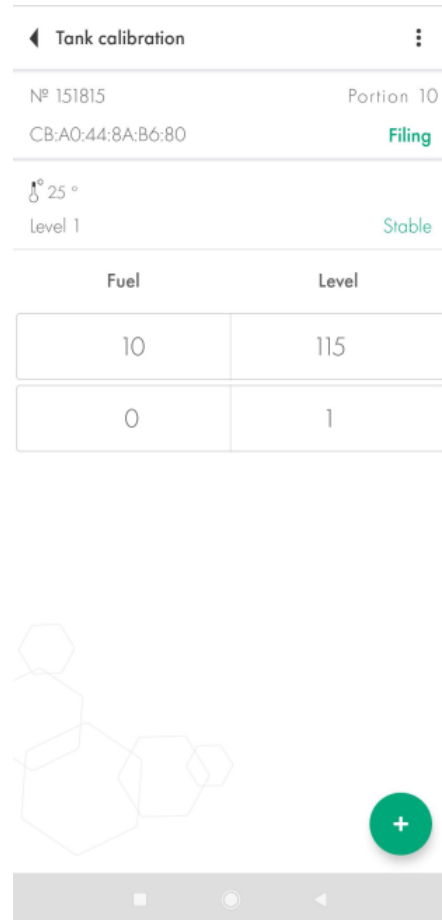 Tank calibration
№ 151815 Portion 10
CB:A0:44:8A:B6:80 Filing
25 °
Level 1 Stable
Fuel Level
10 115
0 1